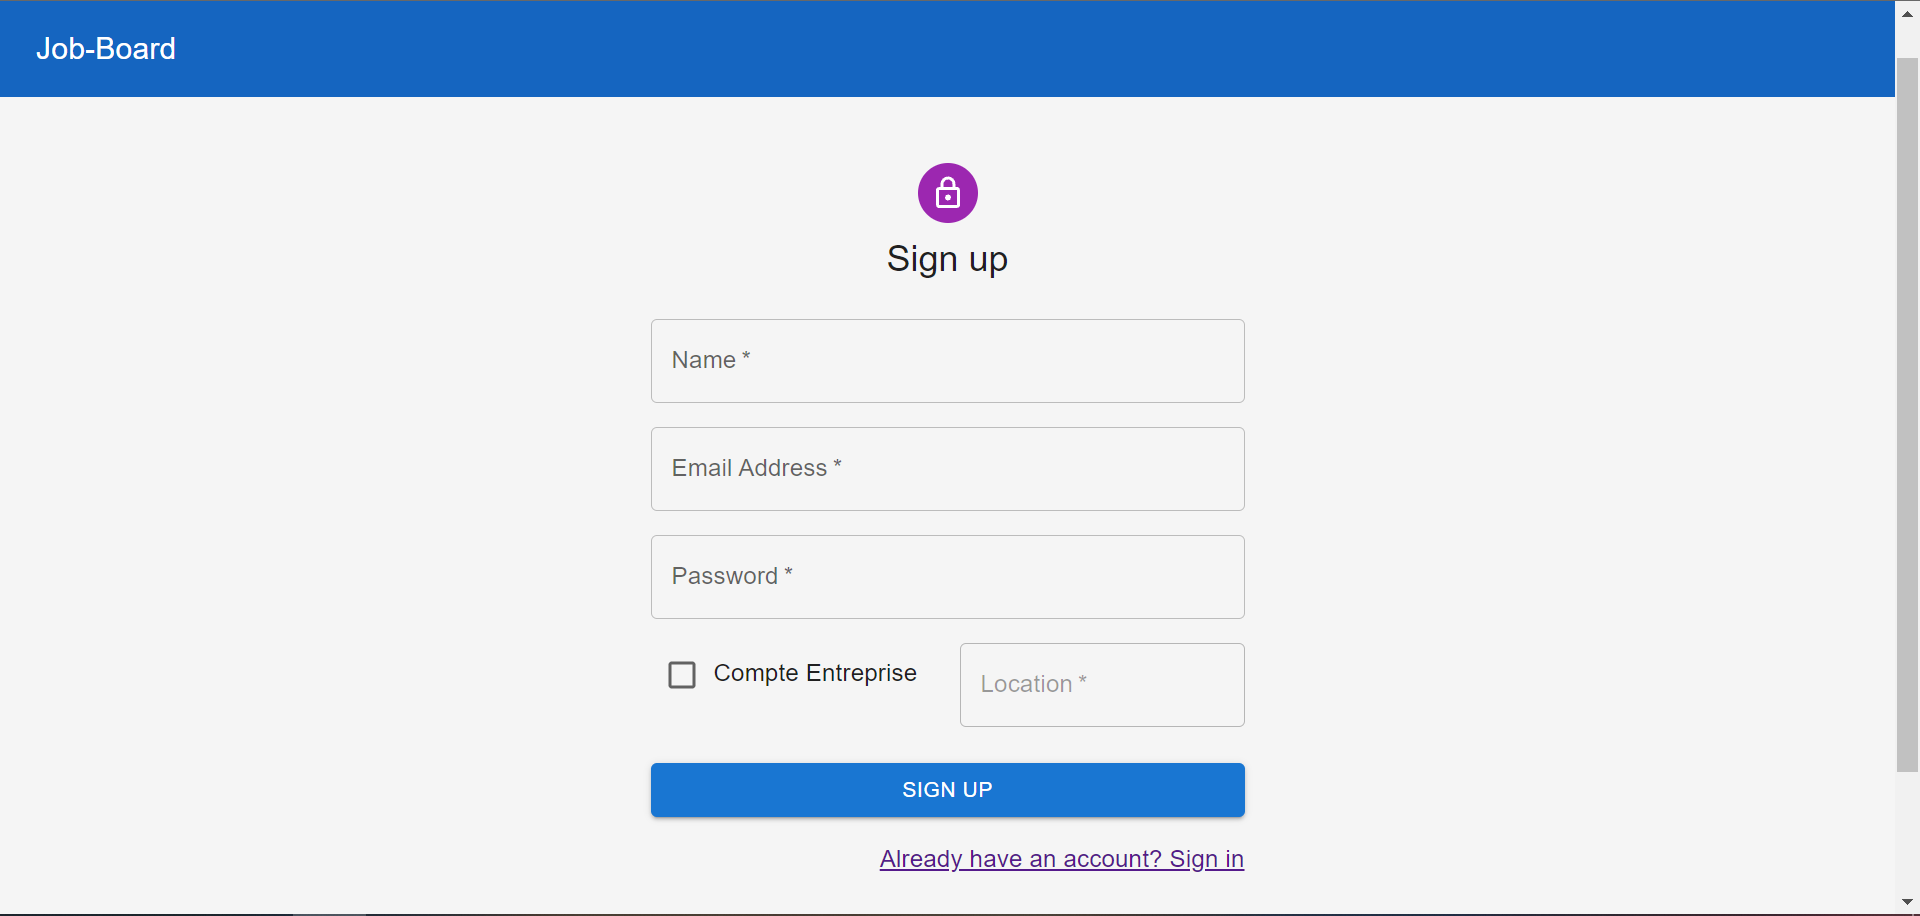 Job-Board
Sign up
Name *
Email Address *
Password *
Compte Entreprise
Location *
SIGN UP
Already have an account? Sign in